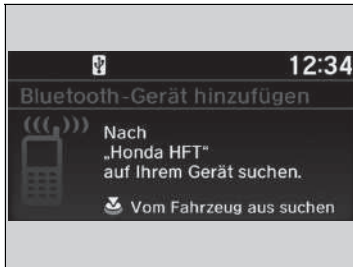 12:34
Bluetooth-Gerät hinzufügen
Nach
„Honda HFT“
auf Ihrem Gerät suchen.
Vom Fahrzeug aus suchen